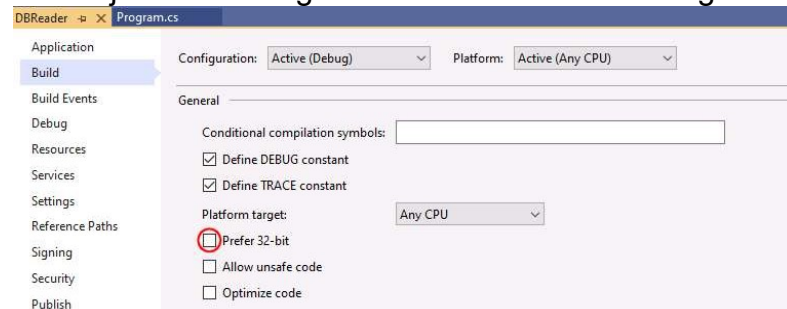 DBReader Program.cs
Application
Configuration: Active (Debug) Platform: Active (Any CPU)
Build
Build Events
General
Debug
Conditional compilation symbols:
Resources
Define DEBUG constant
Services
Define TRACE constant
Settings
Platform target: Any CPU
Reference Paths
Prefer 32-bit
Signing
Allow unsafe code
Security
Optimize code
Publish